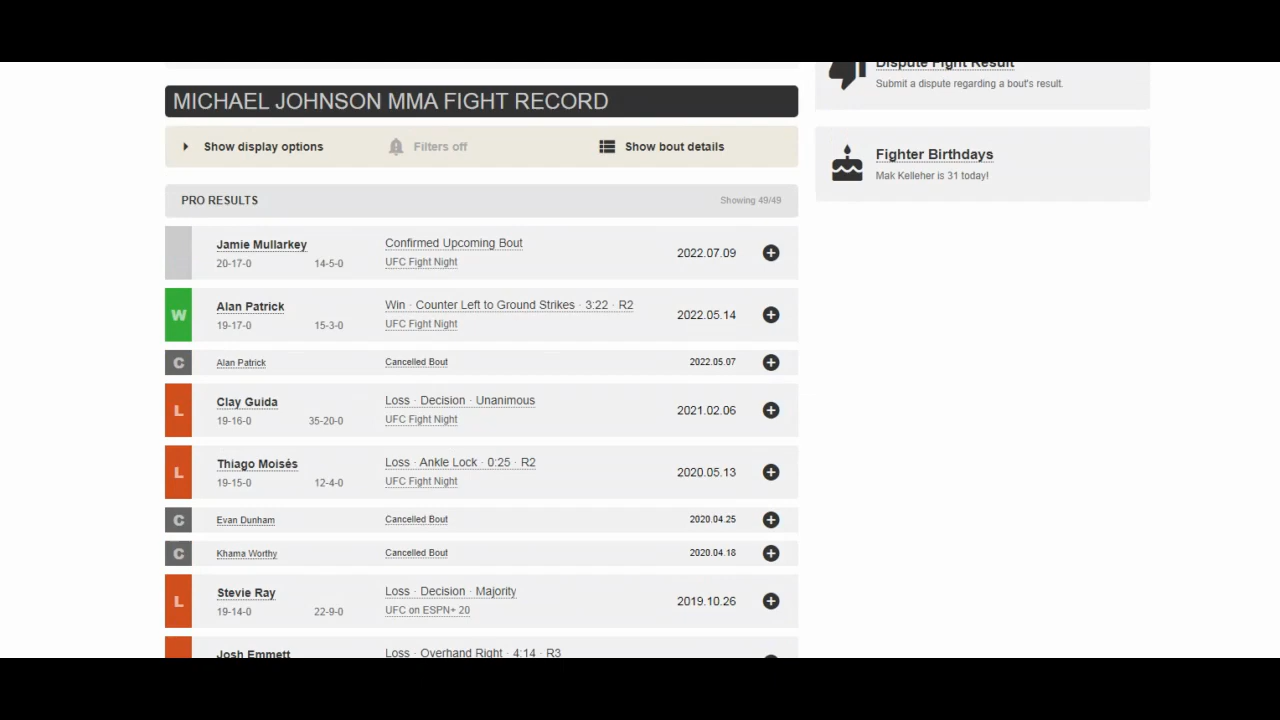 Dispute Fight Result
Submit a dispute regarding a bout's result.
MICHAEL JOHNSON MMA FIGHT RECORD
Show display options Filters off Show bout details
Fighter Birthdays
Mak Kelleher is 31 today!
PRO RESULTS Showing 49/49
Jamie Mullarkey Confirmed Upcoming Bout
20-17-0 14-5-0 UFC Fight Night 2022.07.09
W Alan Patrick Win · Counter Left to Ground Strikes · 3:22 · R2
19-17-0 15-3-0 UFC Fight Night 2022.05.14
C Alan Patrick Cancelled Bout 2022.05.07
L Clay Guida Loss · Decision · Unanimous
19-16-0 35-20-0 UFC Fight Night 2021.02.06
L Thiago Moisés Loss · Ankle Lock · 0:25 · R2
19-15-0 12-4-0 UFC Fight Night 2020.05.13
C Evan Dunham Cancelled Bout 2020.04.25
C Khama Worthy Cancelled Bout 2020.04.18
L Stevie Ray Loss · Decision · Majority
19-14-0 22-9-0 UFC on ESPN+ 20 2019.10.26
Josh Emmett Loss · Overhand Right · 4:14 · R3